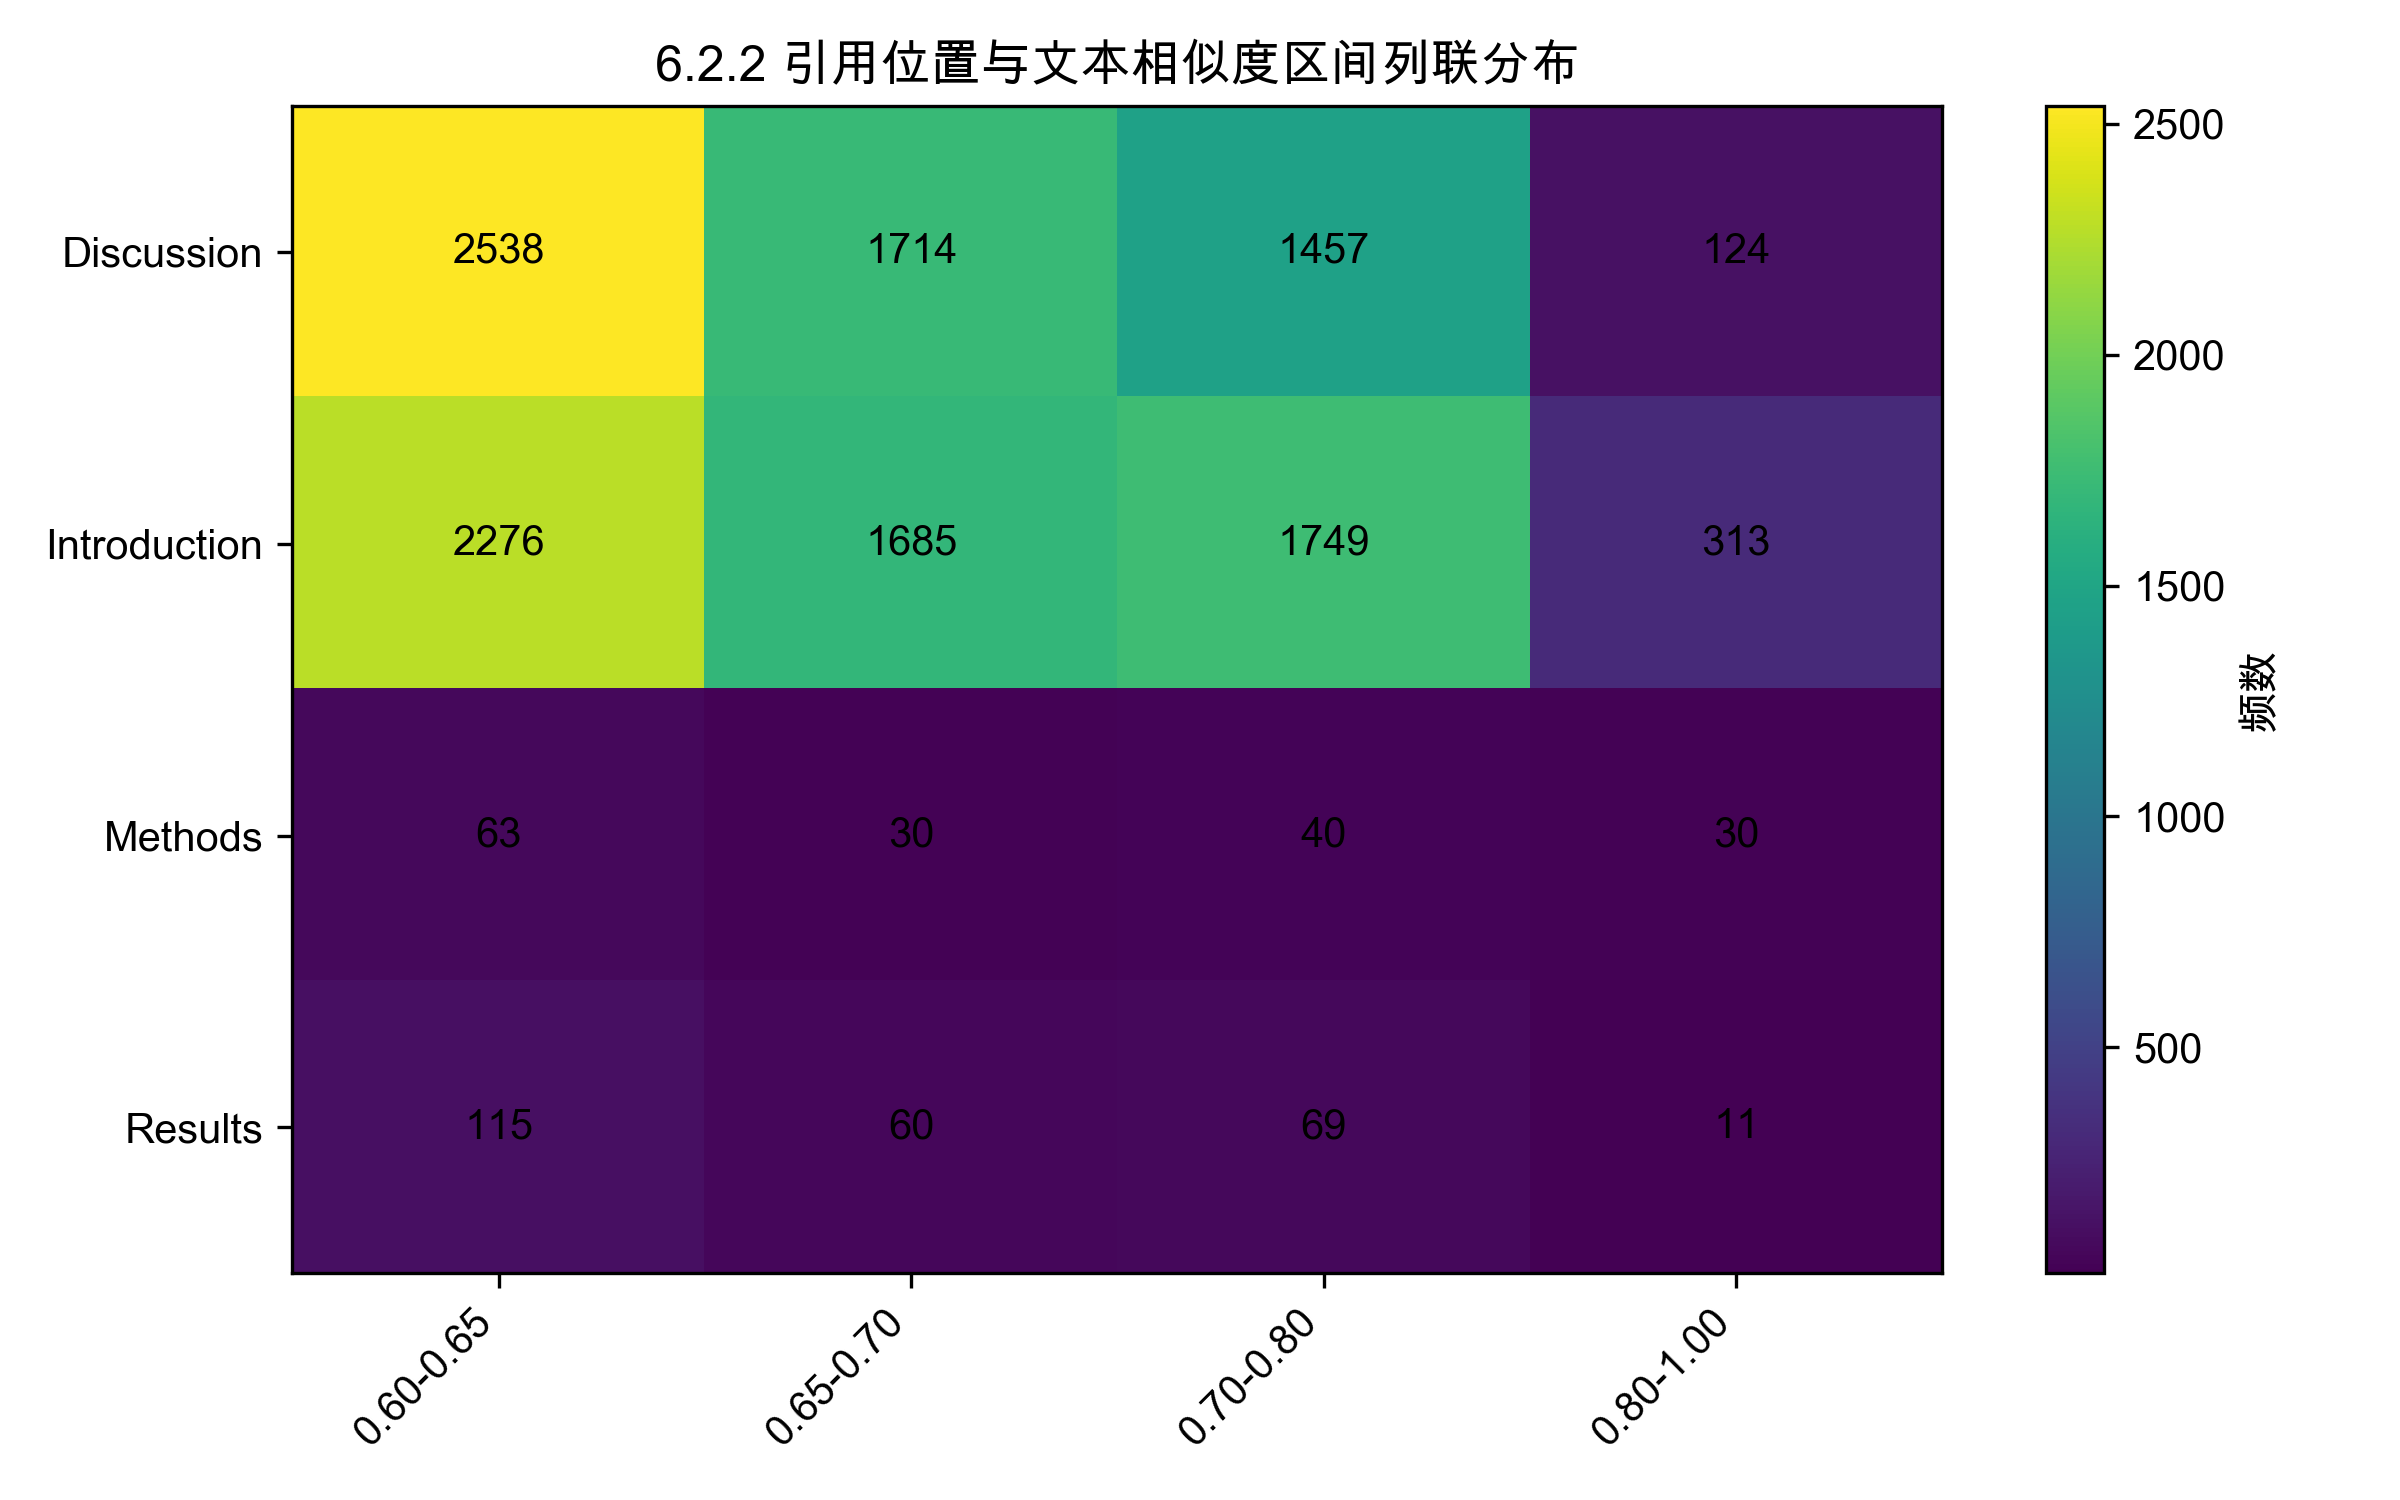 6.2.2 引用位置与文本相似度区间列联分布
Discussion 2538 1714 1457 124
Introduction 2276 1685 1749 313
Methods 63 30 40 30
Results 115 60 69 11
0.60-0.65 0.65-0.70 0.70-0.80 0.80-1.00
2500
2000
1500
1000
500
频数